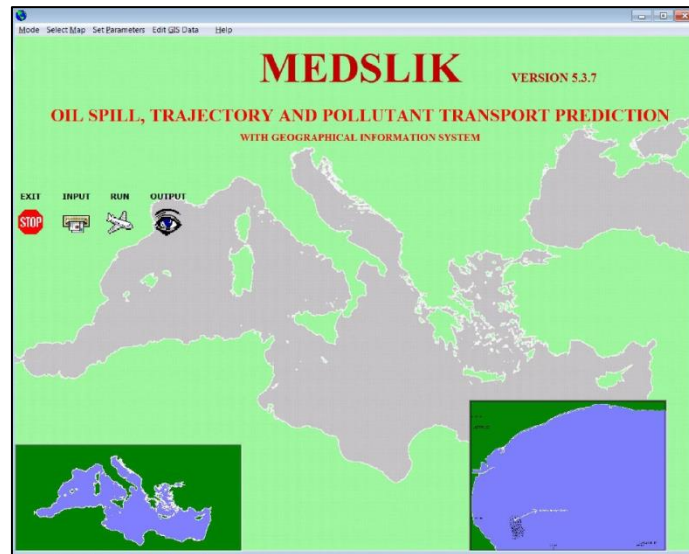 Mode Select Map Set Parameters Edit GIS Data Help
MEDSLIK VERSION 5.3.7
OIL SPILL, TRAJECTORY AND POLLUTANT TRANSPORT PREDICTION
WITH GEOGRAPHICAL INFORMATION SYSTEM
EXIT INPUT RUN OUTPUT
STOP